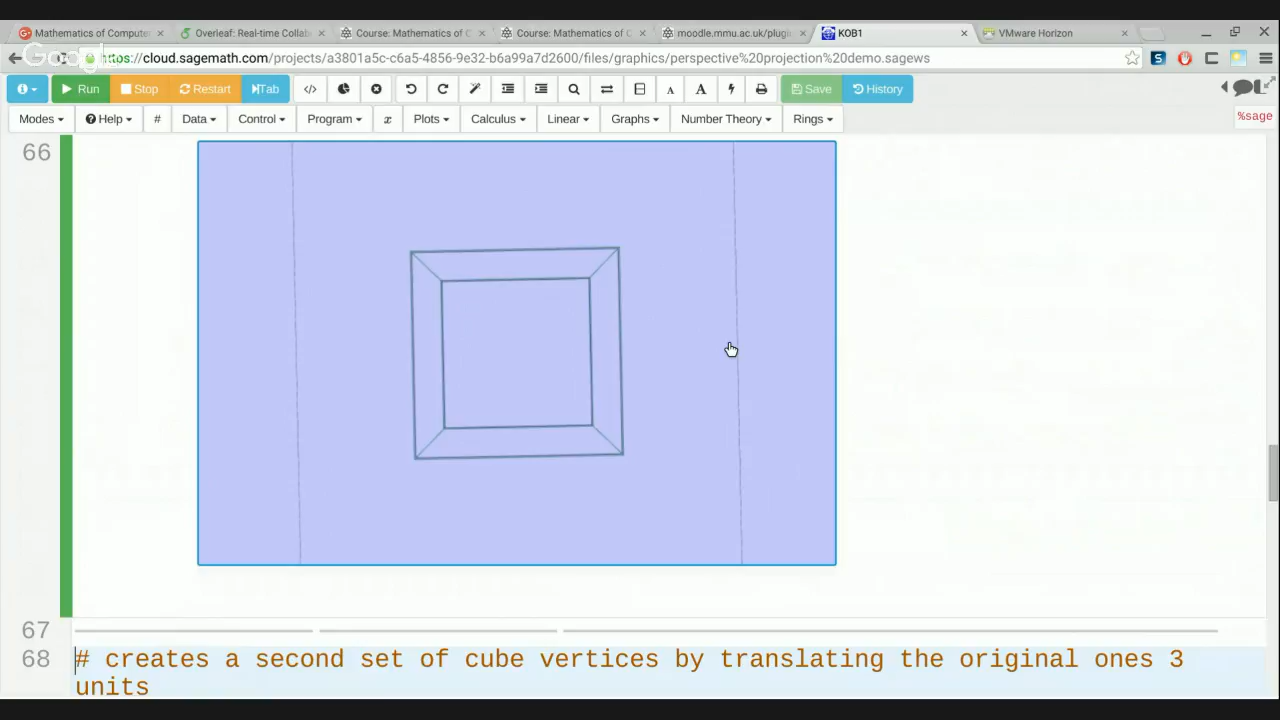 Mathematics of Computer
Overleaf: Real-time Collab
Course: Mathematics of C
Course: Mathematics of C
moodle.mmu.ac.uk/plugi
KOB1
VMware Horizon
https://cloud.sagemath.com/projects/a3801a5c-c6a5-4856-9e32-b6a99a7d2620/files/graphics/perspective%20projection%20demo.sagews
Run Stop Restart Tab </> A A Save History
Modes Help # Data Control Program x Plots Calculus Linear Graphs Number Theory Rings %sage
66
67
68 # creates a second set of cube vertices by translating the original ones 3
units